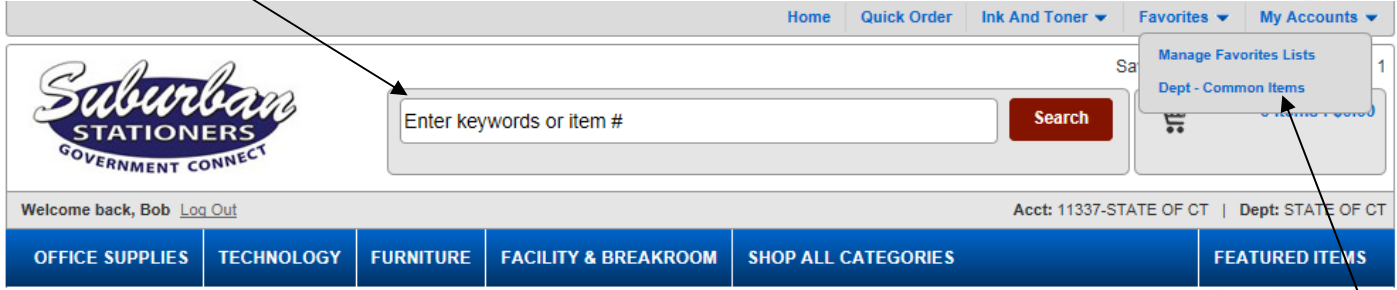 Home Quick Order Ink And Toner Favorites My Accounts
Manage Favorites Lists
Dept - Common Items
Sa 1
Suburban
STATIONERS
GOVERNMENT CONNECT
Enter keywords or item #
Search
Welcome back, Bob Log Out
Acct: 11337-STATE OF CT | Dept: STATE OF CT
OFFICE SUPPLIES TECHNOLOGY FURNITURE FACILITY & BREAKROOM SHOP ALL CATEGORIES FEATURED ITEMS